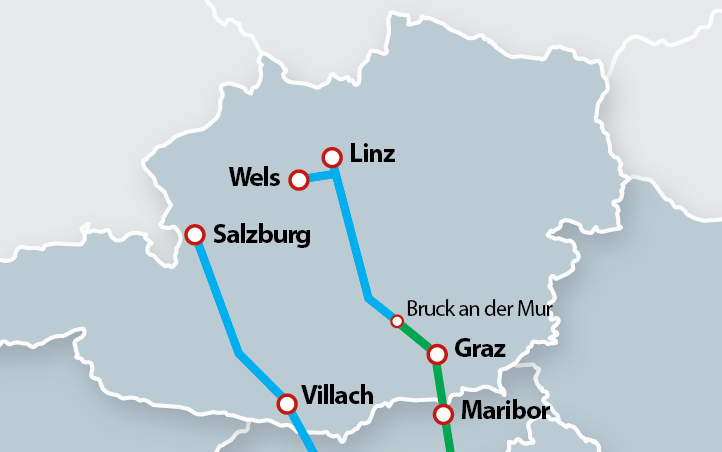 Linz
Wels
Salzburg
Bruck an der Mur
Graz
Villach
Maribor